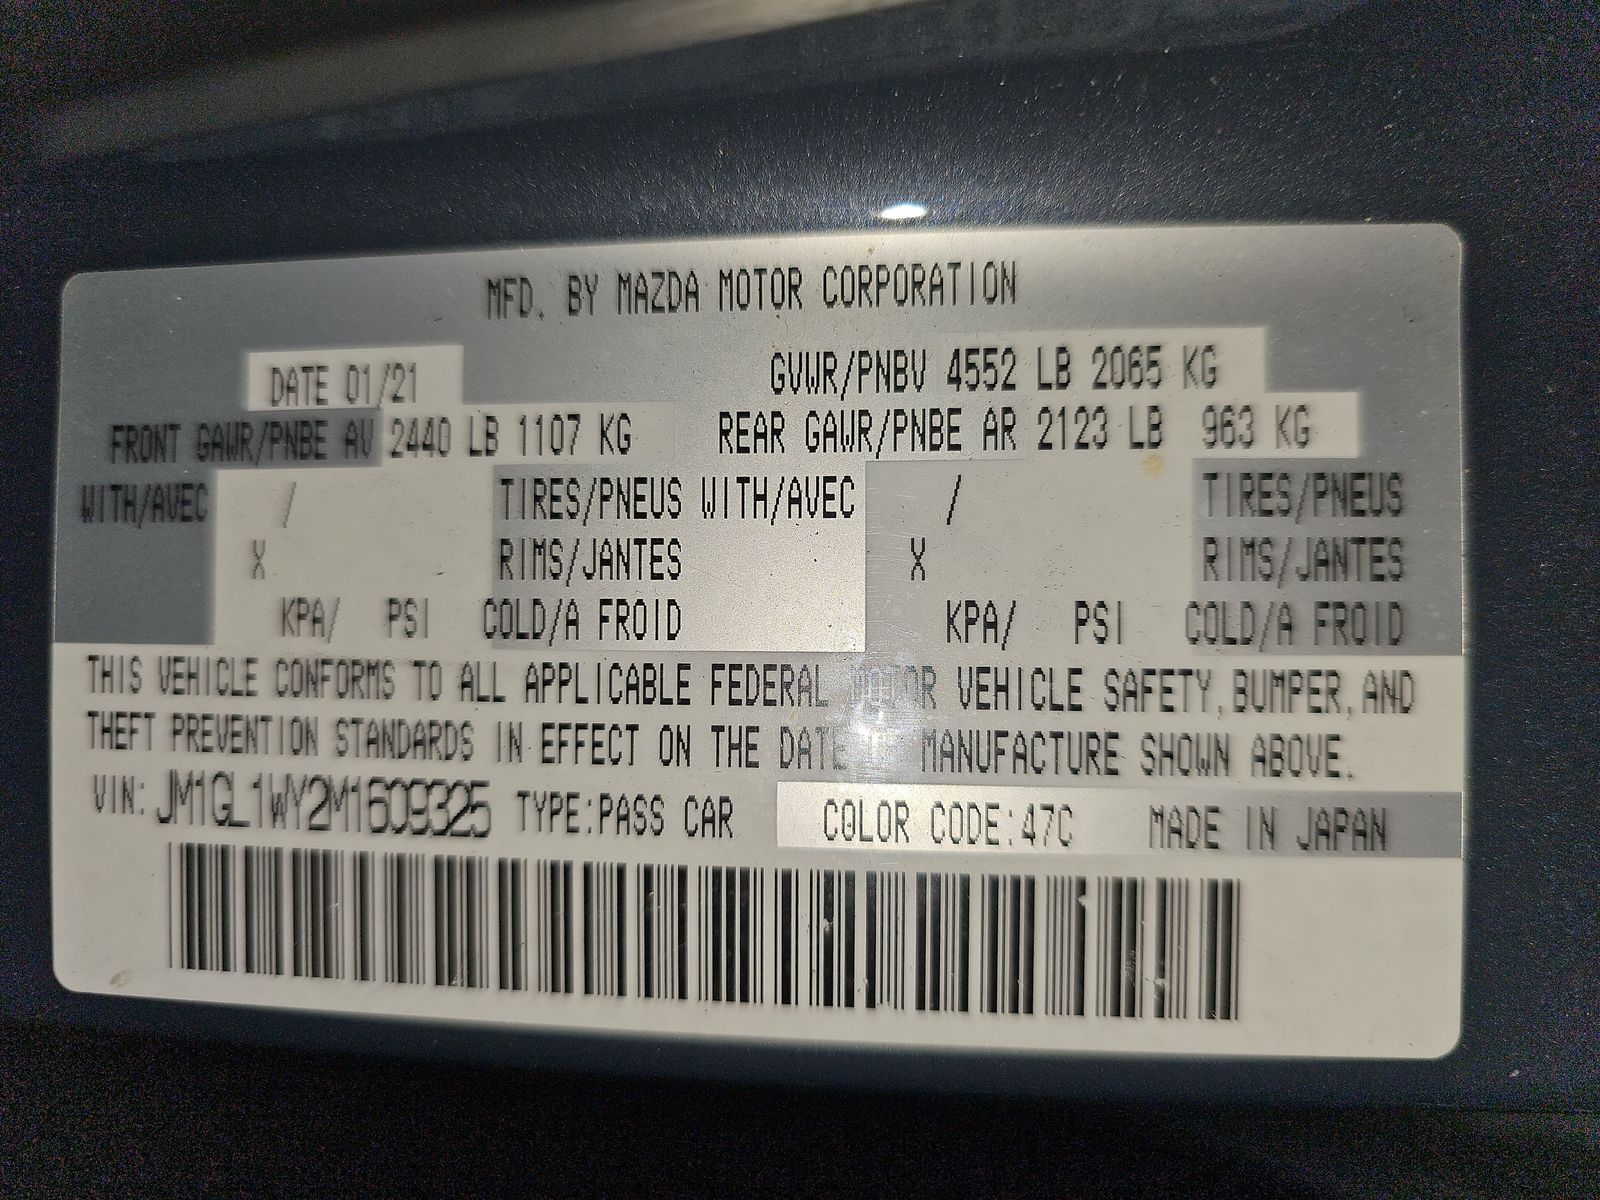 MFD. BY MAZDA MOTOR CORPORATION
DATE 01/21 GVWR/PNBV 4552 LB 2065 KG
FRONT GAWR/PNBE AV 2440 LB 1107 KG REAR GAWR/PNBE AR 2123 LB 963 KG
WITH/AVEC / TIRES/PNEUS WITH/AVEC / TIRES/PNEUS
X RIMS/JANTES X RIMS/JANTES
KPA/ PSI COLD/A FROID KPA/ PSI COLD/A FROID
THIS VEHICLE CONFORMS TO ALL APPLICABLE FEDERAL MOTOR VEHICLE SAFETY, BUMPER, AND
THEFT PREVENTION STANDARDS IN EFFECT ON THE DATE OF MANUFACTURE SHOWN ABOVE.
VIN: JM1GL1WY2M1609325 TYPE:PASS CAR COLOR CODE:47C MADE IN JAPAN